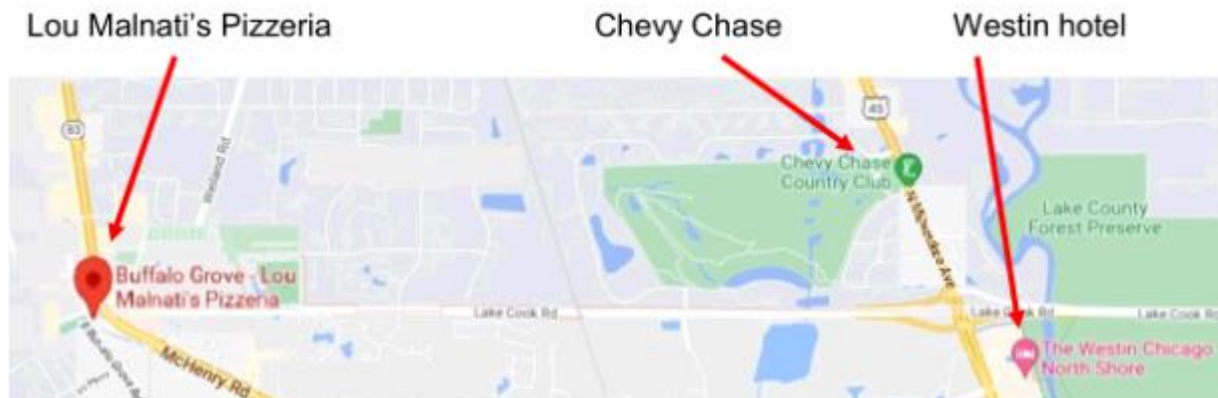 Lou Malnati's Pizzeria
Chevy Chase
Westin hotel
83
45
Weiland Rd
Chevy Chase
Country Club
N Milwaukee Ave
Lake County
Forest Preserve
Buffalo Grove - Lou
Malnati's Pizzeria
Lake Cook Rd
Lake Cook Rd
Lake Cook Rd
McHenry Rd
The Westin Chicago
North Shore